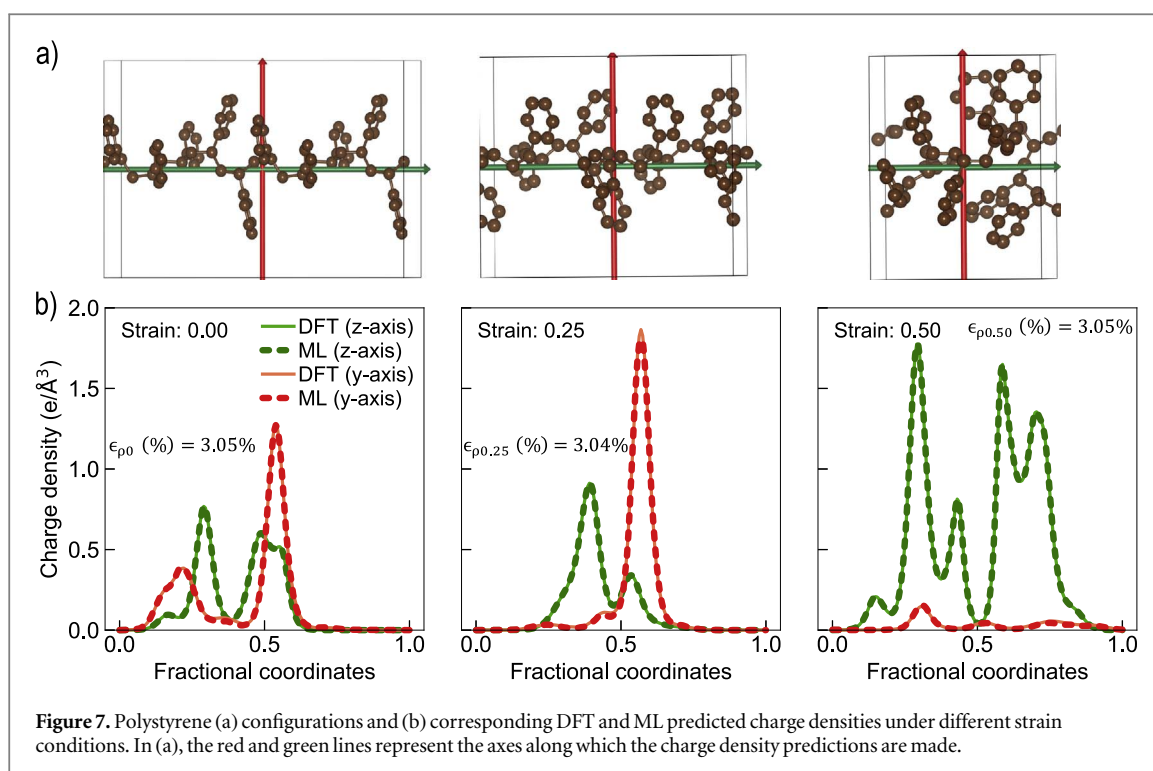 a)
b)
2.0
1.5
1.0
0.5
0.0
Charge density (e/Å³)
Strain: 0.00
DFT (z-axis)
ML (z-axis)
DFT (y-axis)
ML (y-axis)
ϵρ0 (%) = 3.05%
0.0 0.5 1.0
Fractional coordinates
Strain: 0.25
ϵρ0.25 (%) = 3.04%
0.0 0.5 1.0
Fractional coordinates
Strain: 0.50
ϵρ0.50 (%) = 3.05%
0.0 0.5 1.0
Fractional coordinates
Figure 7. Polystyrene (a) configurations and (b) corresponding DFT and ML predicted charge densities under different strain
conditions. In (a), the red and green lines represent the axes along which the charge density predictions are made.